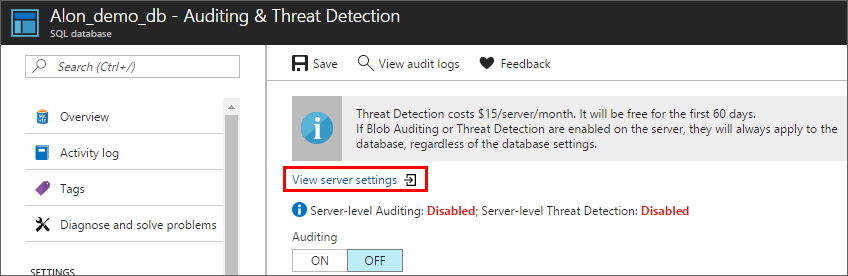 Alon_demo_db - Auditing & Threat Detection
SQL database
Search (Ctrl+/)
Overview
Activity log
Tags
Diagnose and solve problems
SETTINGS
Save View audit logs Feedback
Threat Detection costs $15/server/month. It will be free for the first 60 days.
If Blob Auditing or Threat Detection are enabled on the server, they will always apply to the
database, regardless of the database settings.
View server settings
Server-level Auditing: Disabled; Server-level Threat Detection: Disabled
Auditing
ON OFF